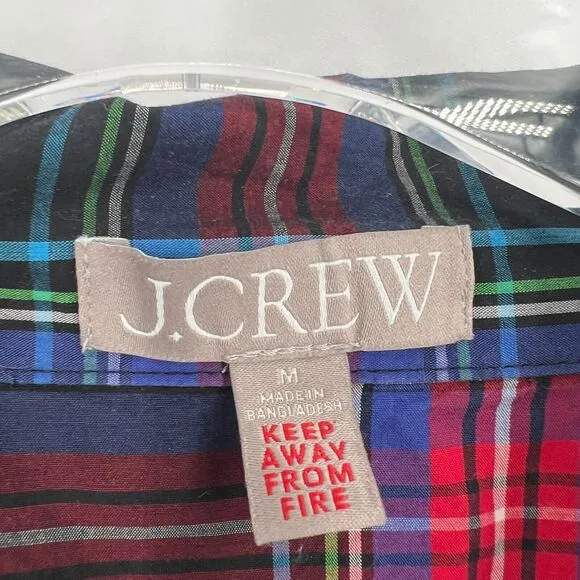 J.CREW
M
MADE IN
BANGLADESH
KEEP
AWAY
FROM
FIRE